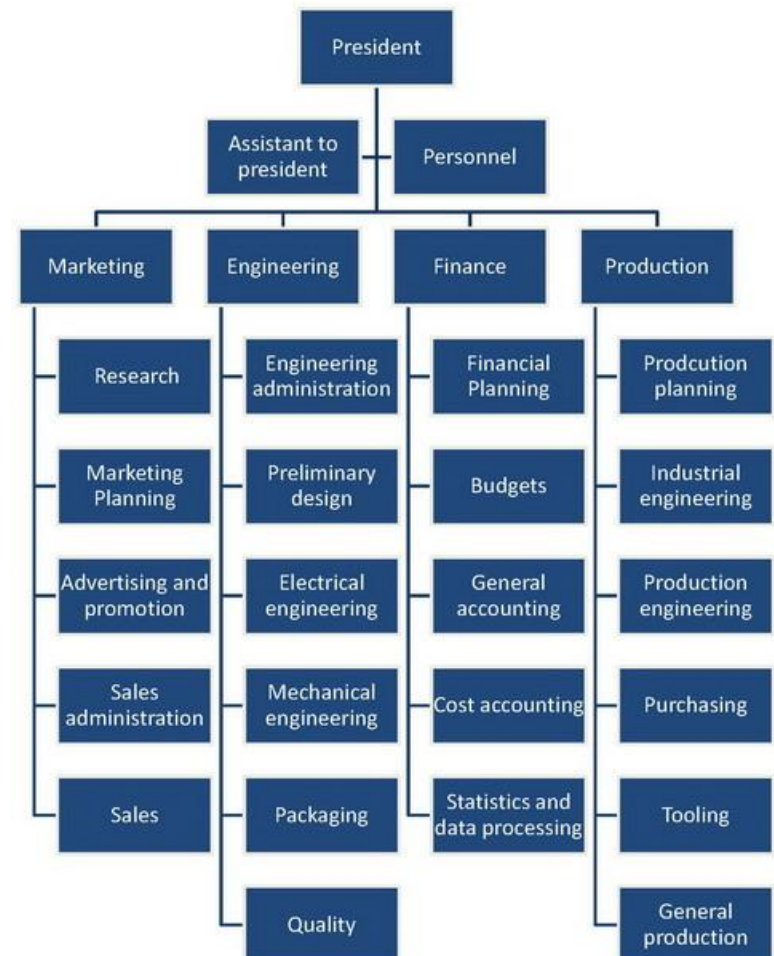 President
Assistant to
president
Personnel
Marketing
Engineering
Finance
Production
Research
Marketing
Planning
Advertising and
promotion
Sales
administration
Sales
Engineering
administration
Preliminary
design
Electrical
engineering
Mechanical
engineering
Packaging
Quality
Financial
Planning
Budgets
General
accounting
Cost accounting
Statistics and
data processing
Prodcution
planning
Industrial
engineering
Production
engineering
Purchasing
Tooling
General
production